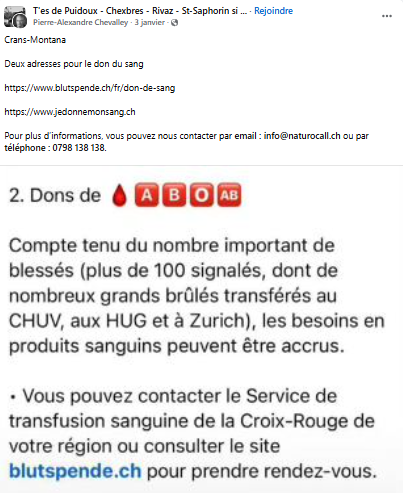 T'es de Puidoux - Chexbres - Rivaz - St-Saphorin si ... · Rejoindre
Pierre-Alexandre Chevalley · 3 janvier ·
Crans-Montana
Deux adresses pour le don du sang
https://www.blutspende.ch/fr/don-de-sang
https://www.jedonnemonsang.ch
Pour plus d'informations, vous pouvez nous contacter par email : info@naturocall.ch ou par
téléphone : 0798 138 138.
2. Dons de 🩸 A B O AB
Compte tenu du nombre important de
blessés (plus de 100 signalés, dont de
nombreux grands brûlés transférés au
CHUV, aux HUG et à Zurich), les besoins en
produits sanguins peuvent être accrus.
• Vous pouvez contacter le Service de
transfusion sanguine de la Croix-Rouge de
votre région ou consulter le site
blutspende.ch pour prendre rendez-vous.